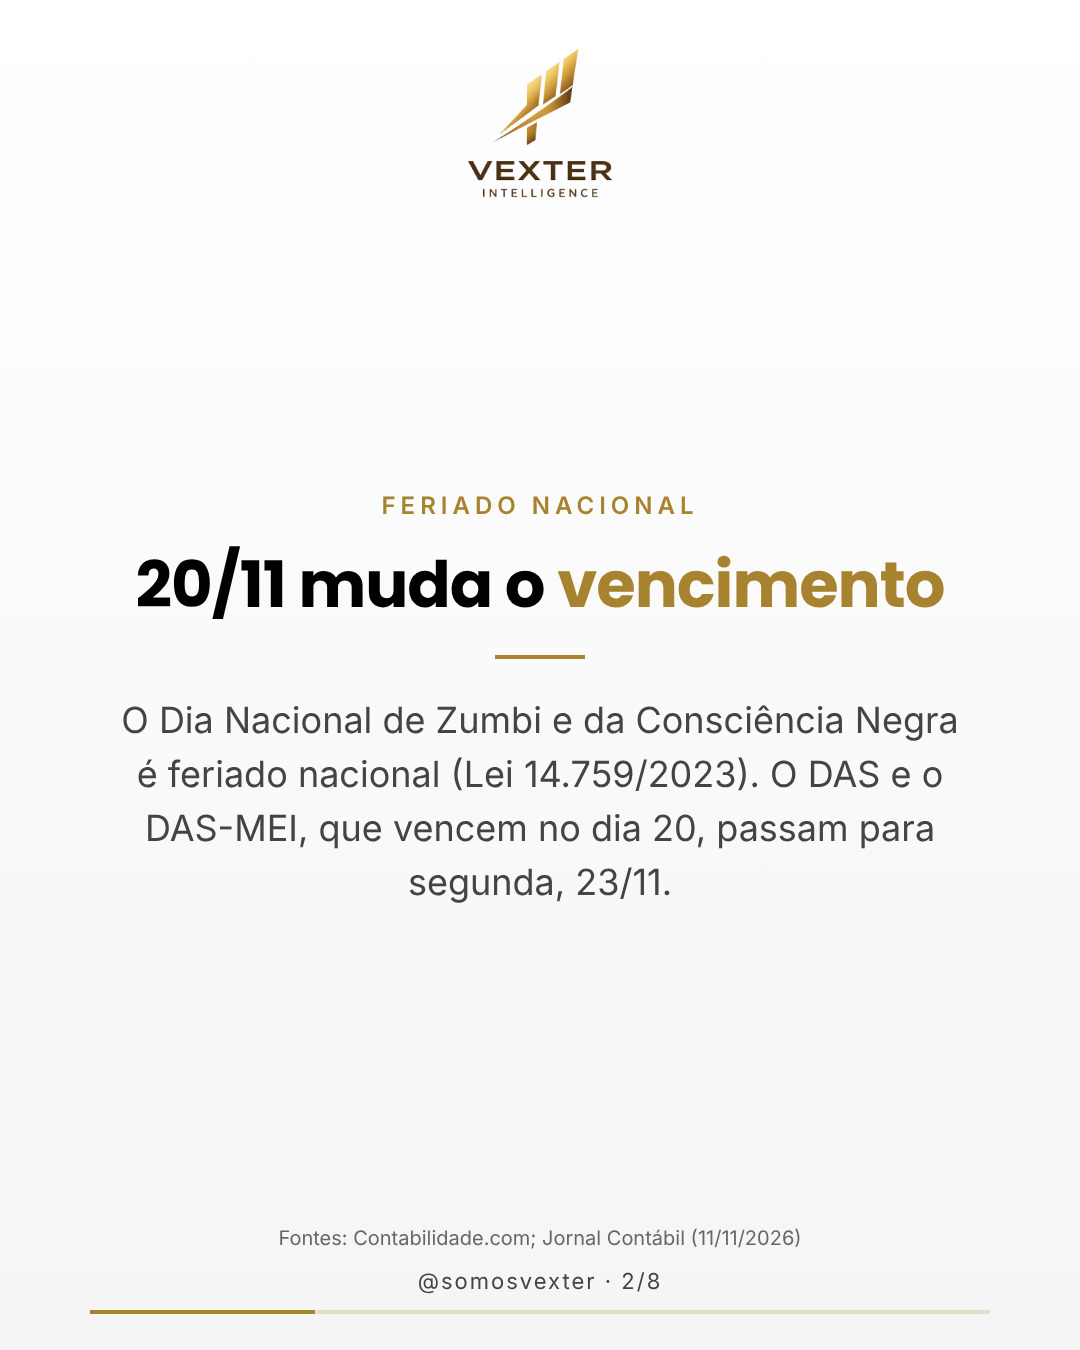 VEXTER
INTELLIGENCE
FERIADO NACIONAL
20/11 muda o vencimento
O Dia Nacional de Zumbi e da Consciência Negra
é feriado nacional (Lei 14.759/2023). O DAS e o
DAS-MEI, que vencem no dia 20, passam para
segunda, 23/11.
Fontes: Contabilidade.com; Jornal Contábil (11/11/2026)
@somosvexter · 2/8